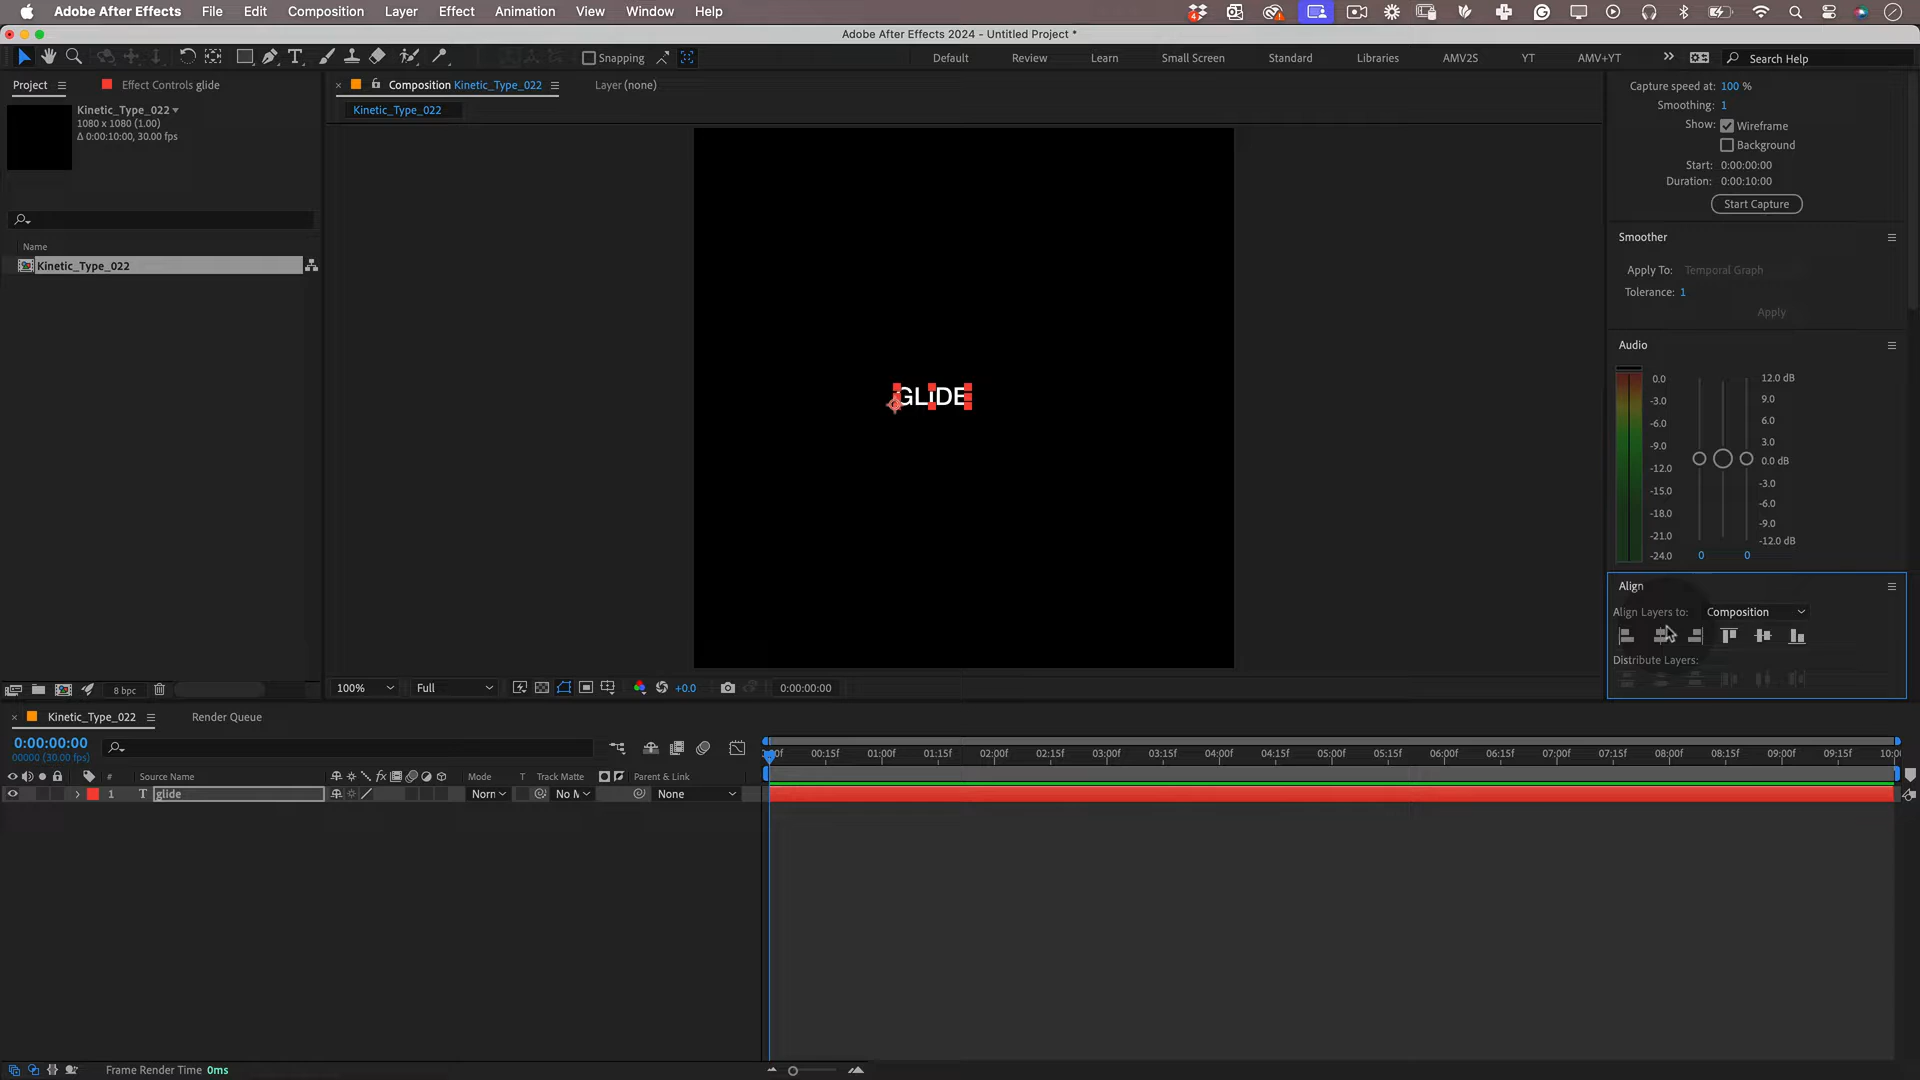 Adobe After Effects File Edit Composition Layer Effect Animation View Window Help
Adobe After Effects 2024 - Untitled Project *
Snapping Default Review Learn Small Screen Standard Libraries AMV2S YT AMV+YT Search Help
Project Effect Controls glide
Kinetic_Type_022
1080 x 1080 (1.00)
Δ 0:00:10:00, 30.00 fps
Name
Kinetic_Type_022
8 bpc
Composition Kinetic_Type_022 Layer (none)
Kinetic_Type_022
GLIDE
100% Full +0.0 0:00:00:00
Capture speed at: 100 %
Smoothing: 1
Show: Wireframe
Background
Start: 0:00:00:00
Duration: 0:00:10:00
Start Capture
Smoother
Apply To: Temporal Graph
Tolerance: 1
Apply
Audio
0.0
-3.0
-6.0
-9.0
-12.0
-15.0
-18.0
-21.0
-24.0
12.0 dB
9.0
6.0
3.0
0.0 dB
-3.0
-6.0
-9.0
-12.0 dB
0 0
Align
Align Layers to: Composition
Distribute Layers:
Kinetic_Type_022 Render Queue
0:00:00:00
00000 (30.00 fps)
# Source Name fx Mode T Track Matte Parent & Link
1 T glide Norn No M None
00f 00:15f 01:00f 01:15f 02:00f 02:15f 03:00f 03:15f 04:00f 04:15f 05:00f 05:15f 06:00f 06:15f 07:00f 07:15f 08:00f 08:15f 09:00f 09:15f 10:00
Frame Render Time 0ms